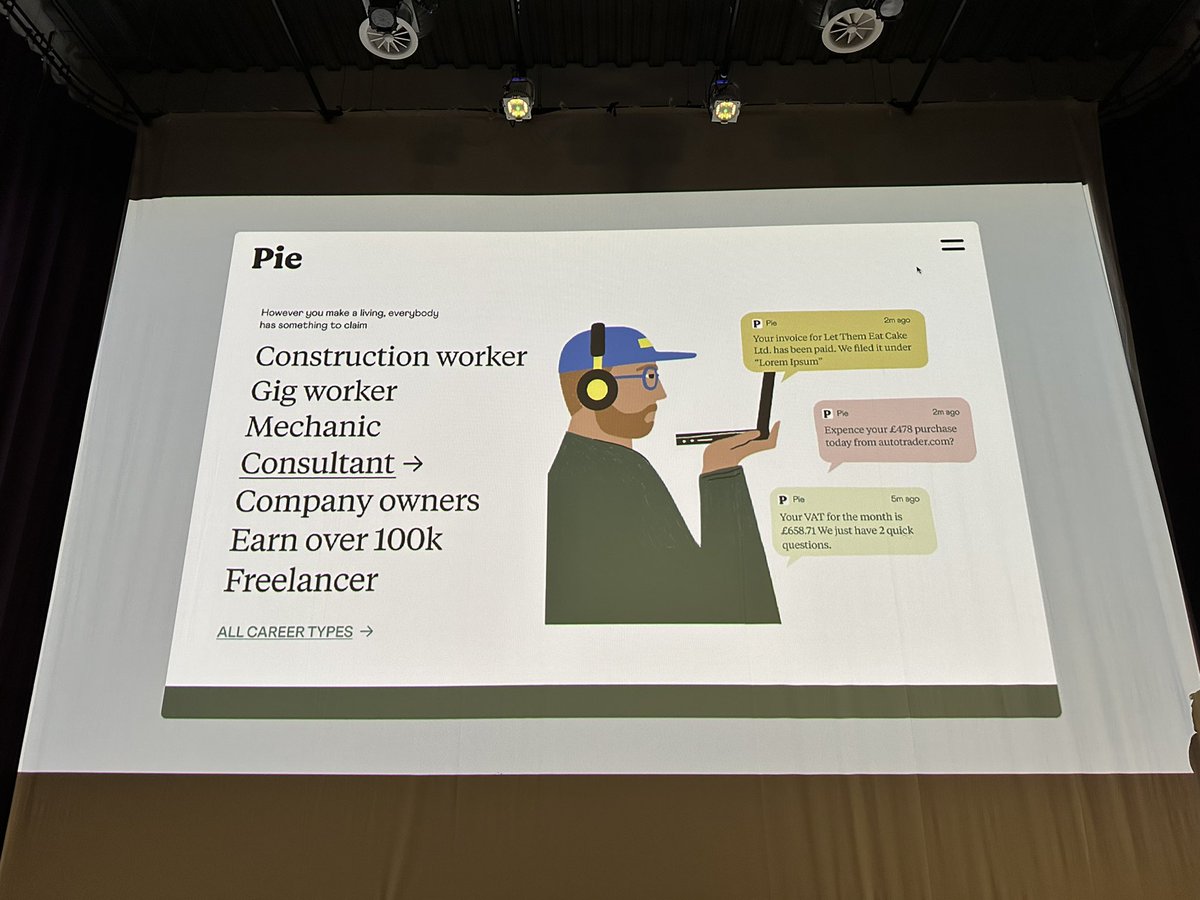 Pie
However you make a living, everybody
has something to claim
Construction worker
Gig worker
Mechanic
Consultant →
Company owners
Earn over 100k
Freelancer
ALL CAREER TYPES →
P Pie 2m ago
Your invoice for Let Them Eat Cake
Ltd. has been paid. We filed it under
“Lorem Ipsum”
P Pie 2m ago
Expence your £478 purchase
today from autotrader.com?
P Pie 5m ago
Your VAT for the month is
£658.71 We just have 2 quick
questions.